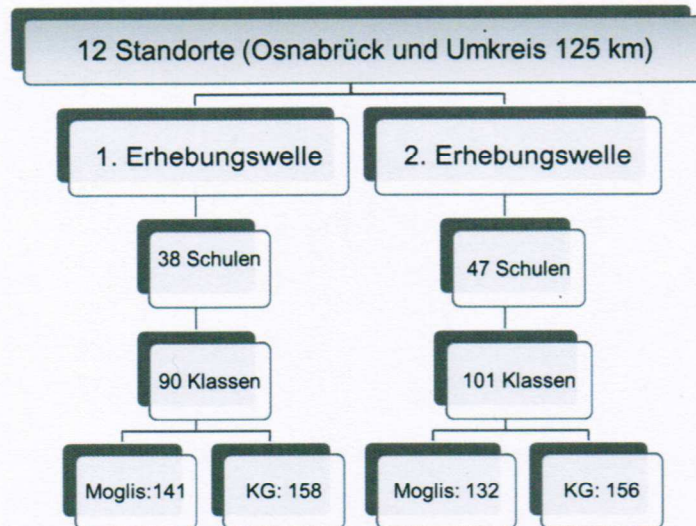 12 Standorte (Osnabrück und Umkreis 125 km)
1. Erhebungswelle
2. Erhebungswelle
38 Schulen
47 Schulen
90 Klassen
101 Klassen
Moglis:141
KG: 158
Moglis: 132
KG: 156